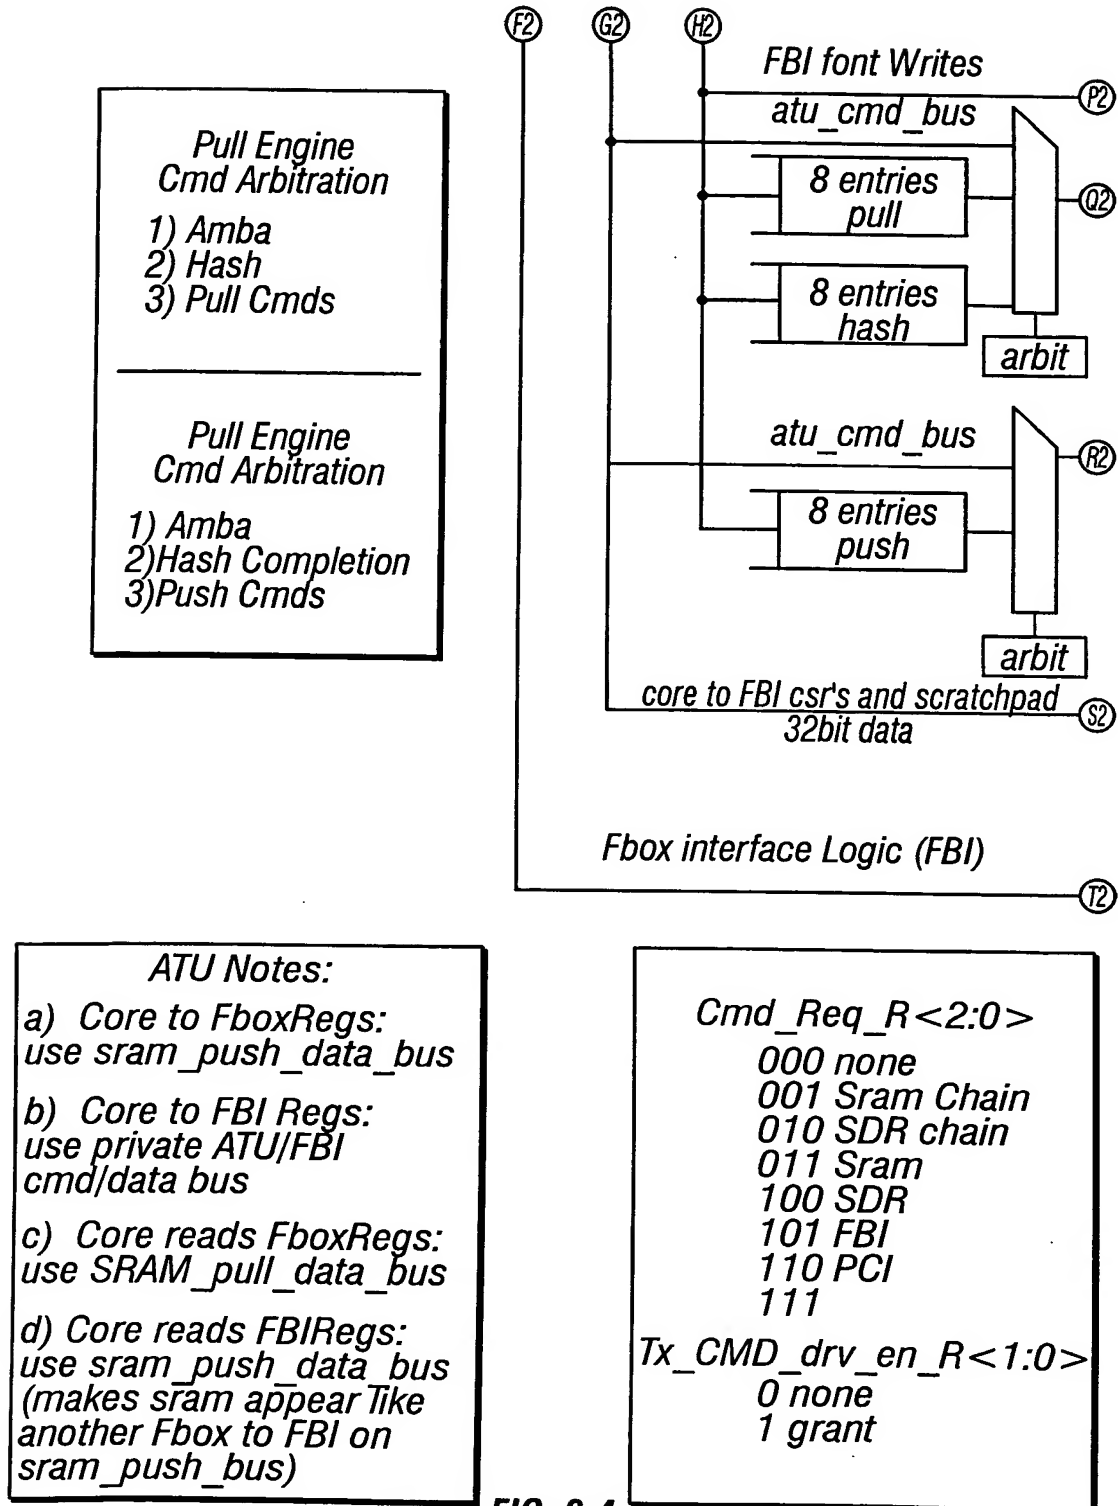 F2
G2
H2
FBI font Writes
P2
atu_cmd_bus
Pull Engine
Cmd Arbitration
1) Amba
2) Hash
3) Pull Cmds
8 entries
pull
Q2
8 entries
hash
arbit
Pull Engine
Cmd Arbitration
1) Amba
2)Hash Completion
3)Push Cmds
atu_cmd_bus
R2
8 entries
push
arbit
core to FBI csr's and scratchpad
32bit data
S2
Fbox interface Logic (FBI)
T2
ATU Notes:
a) Core to FboxRegs:
use sram_push_data_bus
b) Core to FBI Regs:
use private ATU/FBI
cmd/data bus
c) Core reads FboxRegs:
use SRAM_pull_data_bus
d) Core reads FBIRegs:
use sram_push_data_bus
(makes sram appear like
another Fbox to FBI on
sram_push_bus)
Cmd_Req_R<2:0>
000 none
001 Sram Chain
010 SDR chain
011 Sram
100 SDR
101 FBI
110 PCI
111
Tx_CMD_drv_en_R<1:0>
0 none
1 grant